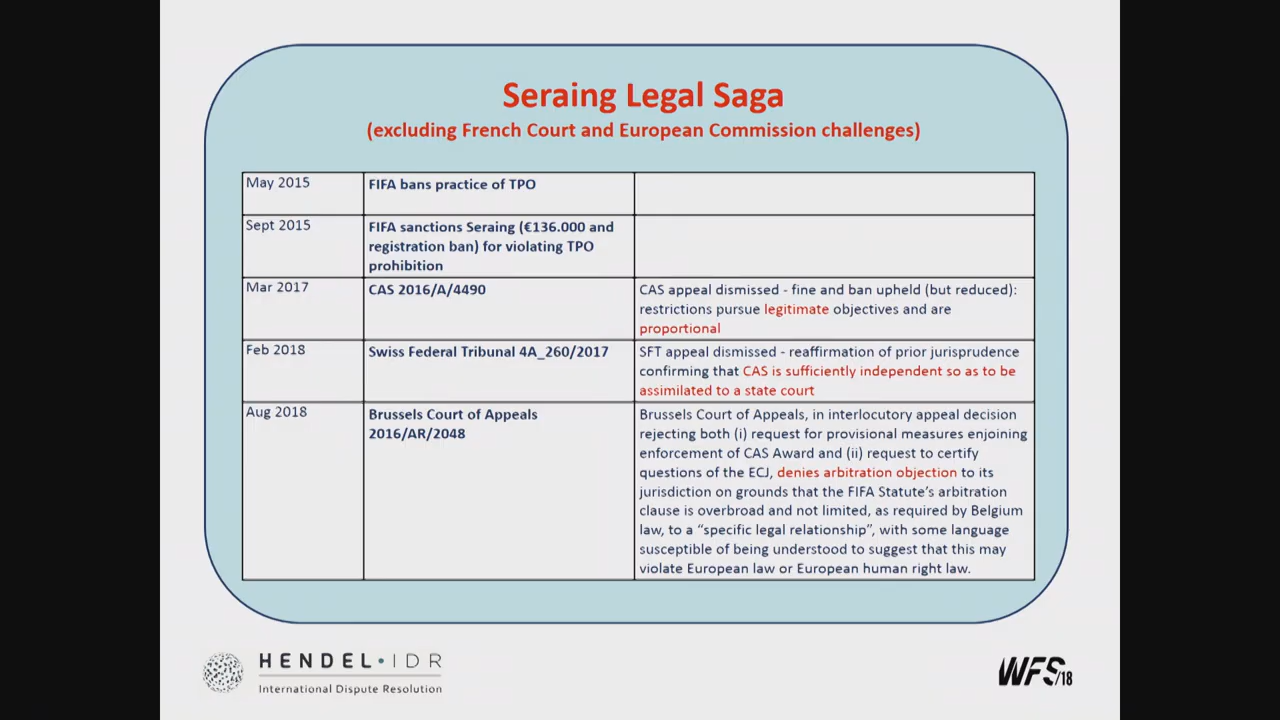 Seraing Legal Saga
(excluding French Court and European Commission challenges)
May 2015
FIFA bans practice of TPO
Sept 2015
FIFA sanctions Seraing (€136.000 and
registration ban) for violating TPO
prohibition
Mar 2017
CAS 2016/A/4490
CAS appeal dismissed - fine and ban upheld (but reduced):
restrictions pursue legitimate objectives and are
proportional
Feb 2018
Swiss Federal Tribunal 4A_260/2017
SFT appeal dismissed - reaffirmation of prior jurisprudence
confirming that CAS is sufficiently independent so as to be
assimilated to a state court
Aug 2018
Brussels Court of Appeals
2016/AR/2048
Brussels Court of Appeals, in interlocutory appeal decision
rejecting both (i) request for provisional measures enjoining
enforcement of CAS Award and (ii) request to certify
questions of the ECJ, denies arbitration objection to its
jurisdiction on grounds that the FIFA Statute's arbitration
clause is overbroad and not limited, as required by Belgium
law, to a “specific legal relationship”, with some language
susceptible of being understood to suggest that this may
violate European law or European human right law.
HENDEL•IDR
International Dispute Resolution
WFS/18